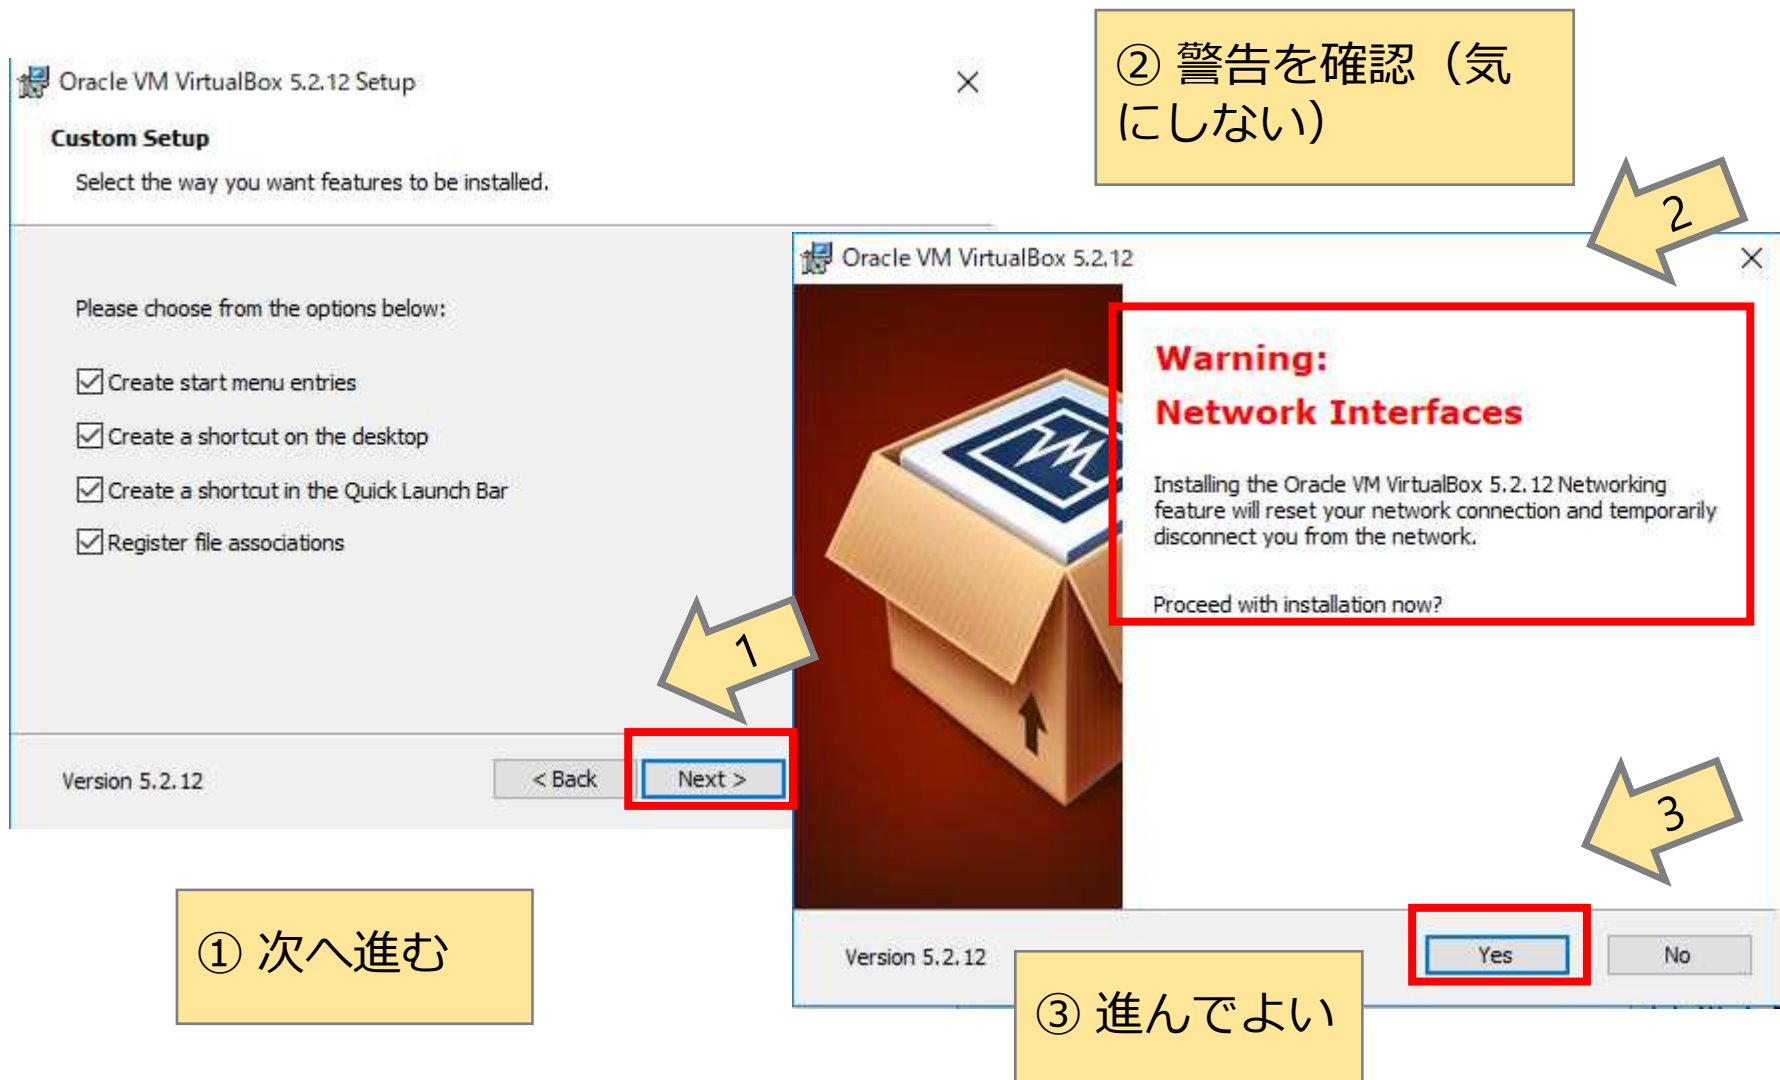 Oracle VM VirtualBox 5.2.12 Setup
Custom Setup
Select the way you want features to be installed.
Please choose from the options below:
Create start menu entries
Create a shortcut on the desktop
Create a shortcut in the Quick Launch Bar
Register file associations
1
Version 5.2.12
< Back
Next >
① 次へ進む
② 警告を確認（気
にしない）
2
Oracle VM VirtualBox 5.2.12
Warning:
Network Interfaces
Installing the Oracle VM VirtualBox 5.2.12 Networking
feature will reset your network connection and temporarily
disconnect you from the network.
Proceed with installation now?
3
Version 5.2.12
Yes
No
③ 進んでよい